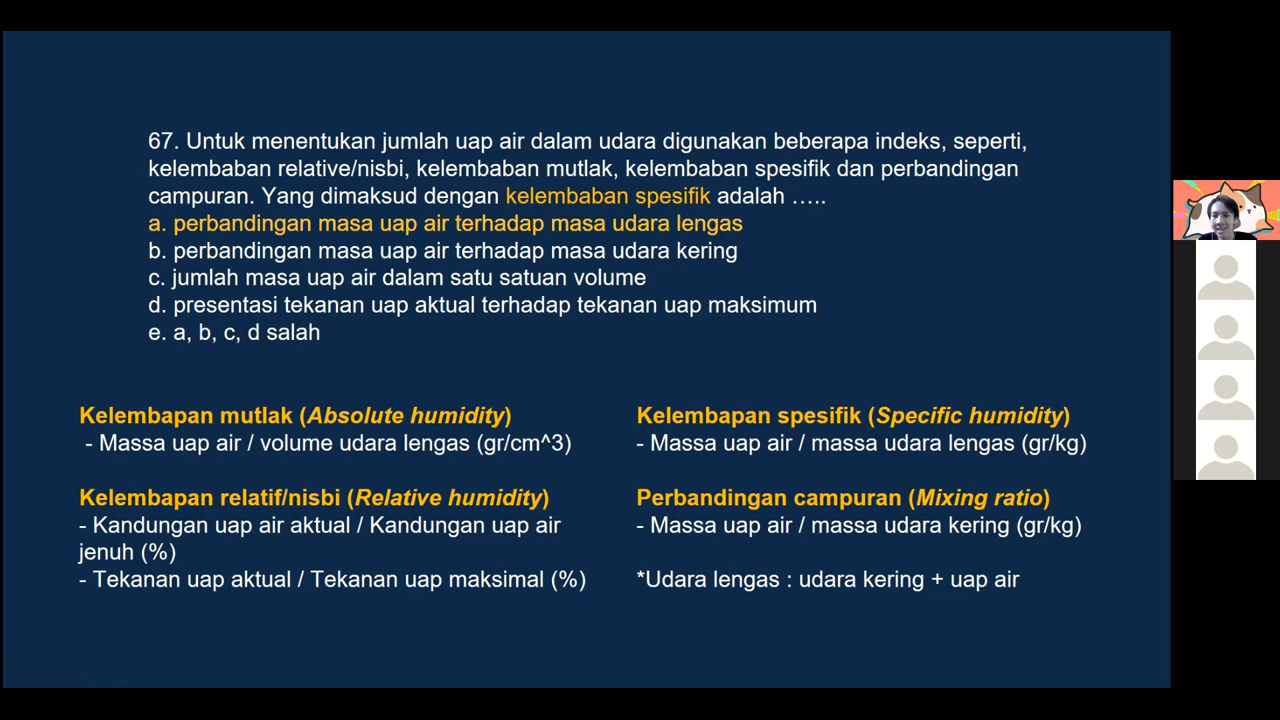 67. Untuk menentukan jumlah uap air dalam udara digunakan beberapa indeks, seperti,
kelembaban relative/nisbi, kelembaban mutlak, kelembaban spesifik dan perbandingan
campuran. Yang dimaksud dengan kelembaban spesifik adalah …..
a. perbandingan masa uap air terhadap masa udara lengas
b. perbandingan masa uap air terhadap masa udara kering
c. jumlah masa uap air dalam satu satuan volume
d. presentasi tekanan uap aktual terhadap tekanan uap maksimum
e. a, b, c, d salah
Kelembapan mutlak (Absolute humidity)
- Massa uap air / volume udara lengas (gr/cm^3)
Kelembapan relatif/nisbi (Relative humidity)
- Kandungan uap air aktual / Kandungan uap air
jenuh (%)
- Tekanan uap aktual / Tekanan uap maksimal (%)
Kelembapan spesifik (Specific humidity)
- Massa uap air / massa udara lengas (gr/kg)
Perbandingan campuran (Mixing ratio)
- Massa uap air / massa udara kering (gr/kg)
*Udara lengas : udara kering + uap air